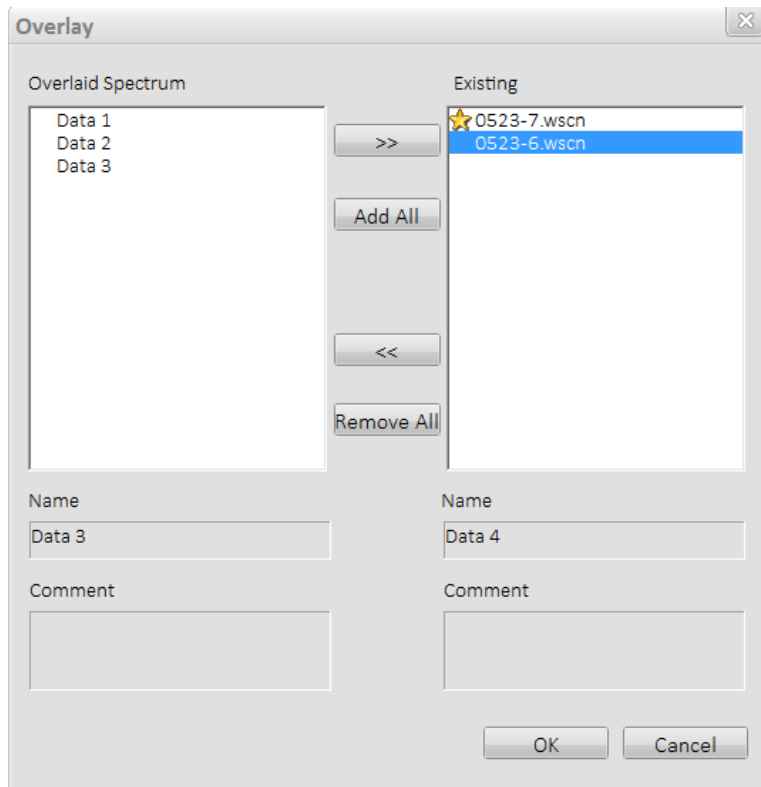 Overlay
Overlaid Spectrum
Existing
Data 1
Data 2
Data 3
>>
Add All
<<
Remove All
0523-7.wscn
0523-6.wscn
Name
Data 3
Name
Data 4
Comment
Comment
OK
Cancel